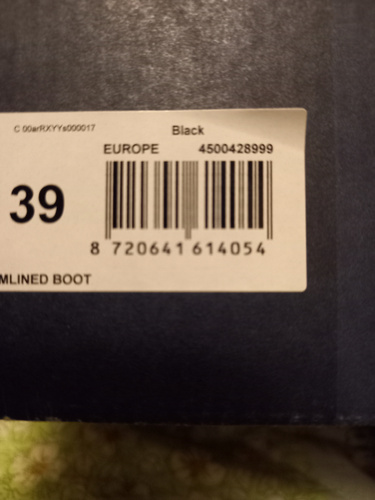 C 00arRXYYs000017
Black
EUROPE 4500428999
39
8 720641 614054
MLINED BOOT